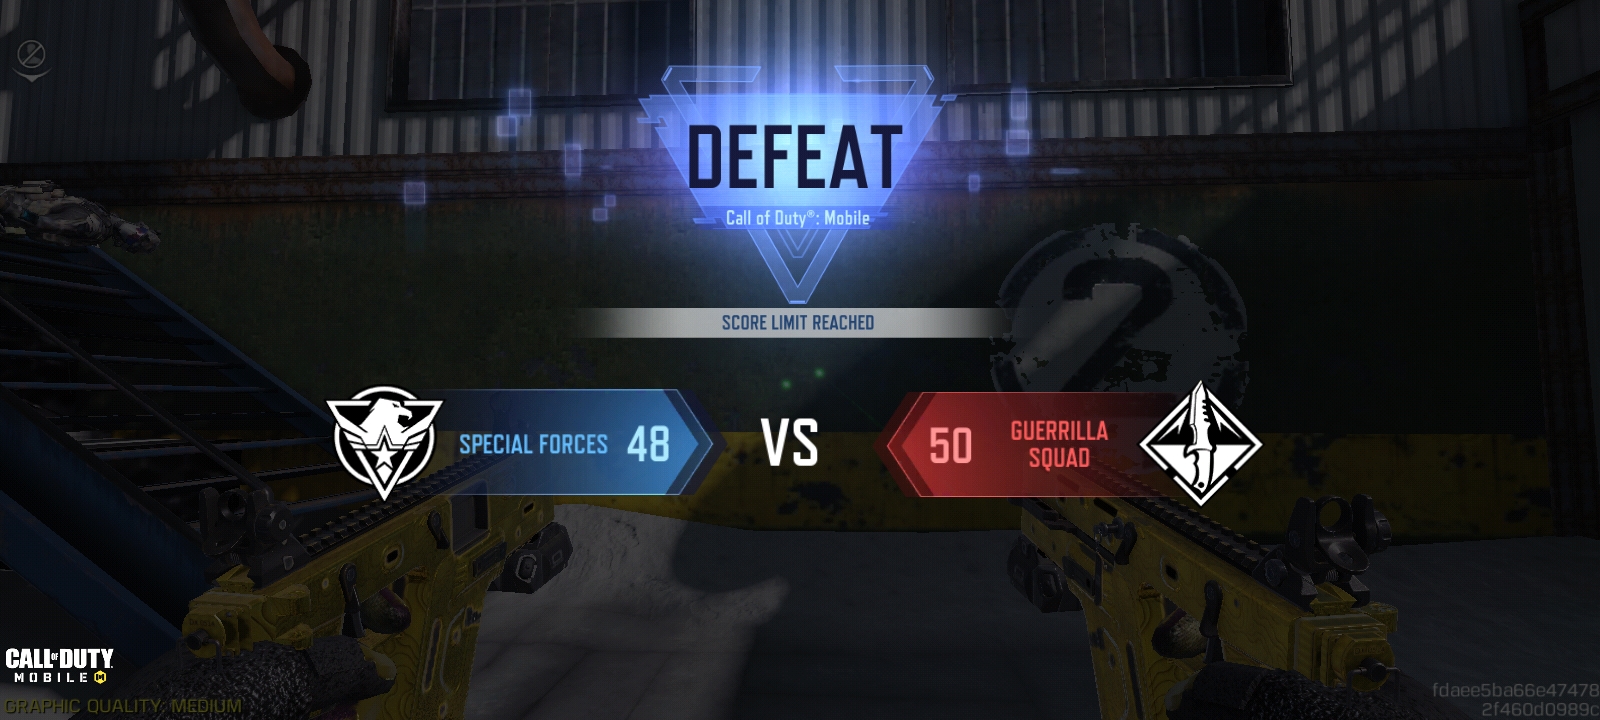 DEFEAT
Call of Duty®: Mobile
SCORE LIMIT REACHED
SPECIAL FORCES 48
VS
50 GUERRILLA
SQUAD
2
CALL OF DUTY
MOBILE
GRAPHIC QUALITY: MEDIUM
fdaee5ba66e47478
2f460d0989c